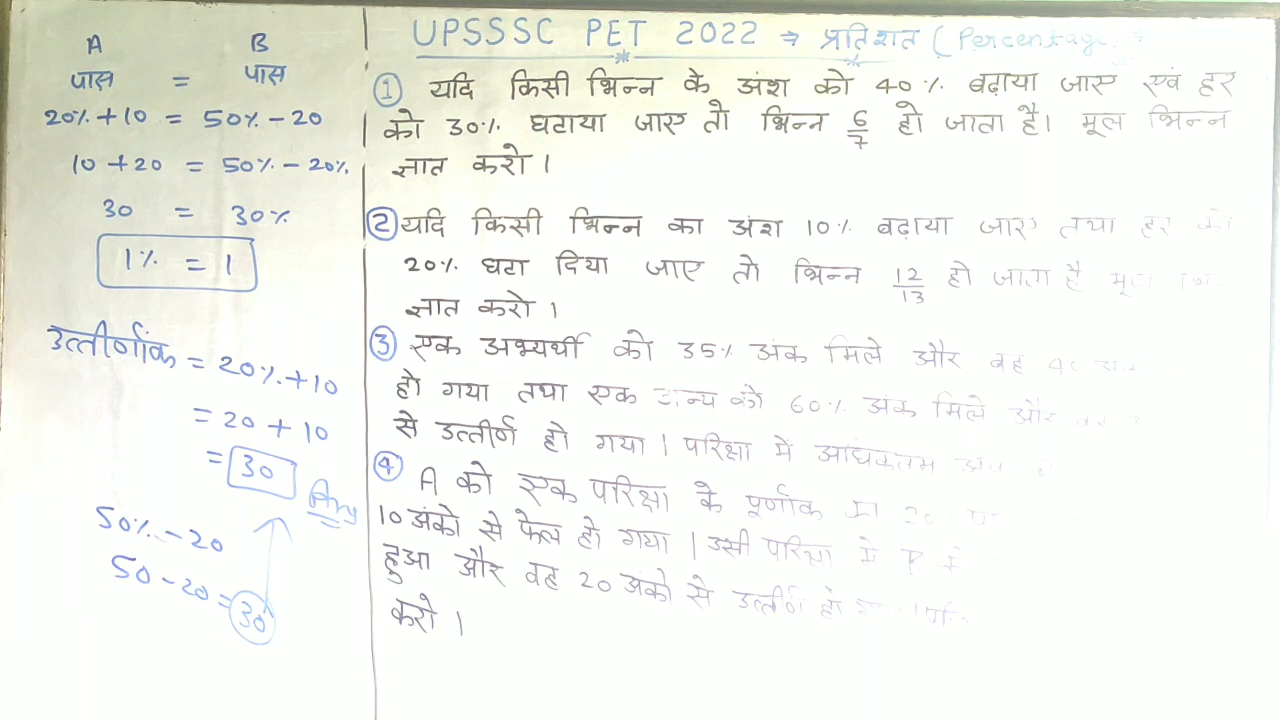 A B
पास = पास
20% + 10 = 50% - 20
10 + 20 = 50% - 20%
30 = 30%
1% = 1
उत्तीर्णांक = 20% + 10
= 20 + 10
= 30 Ans
50% - 20
50 - 20 = 30
UPSSSC PET 2022 ⇒ प्रतिशत ( Percentage
① यदि किसी भिन्न के अंश को 40% बढ़ाया जाए एवं हर
को 30% घटाया जाए तो भिन्न 6/7 हो जाता है। मूल भिन्न
ज्ञात करो।
② यदि किसी भिन्न का अंश 10% बढ़ाया जाए तथा हर को
20% घटा दिया जाए तो भिन्न 12/13 हो जाता है मूल
ज्ञात करो।
③ एक अभ्यर्थी को 35% अंक मिले और वह
हो गया तथा एक अन्य को 60% अंक मिले और
से उत्तीर्ण हो गया। परिक्षा में अधिकतम
④ A को एक परिक्षा के पूर्णांक का 20
10 अंको से फेल हो गया। उसी परिक्षा में B
हुआ और वह 20 अंको से उत्तीर्ण हो
करो।